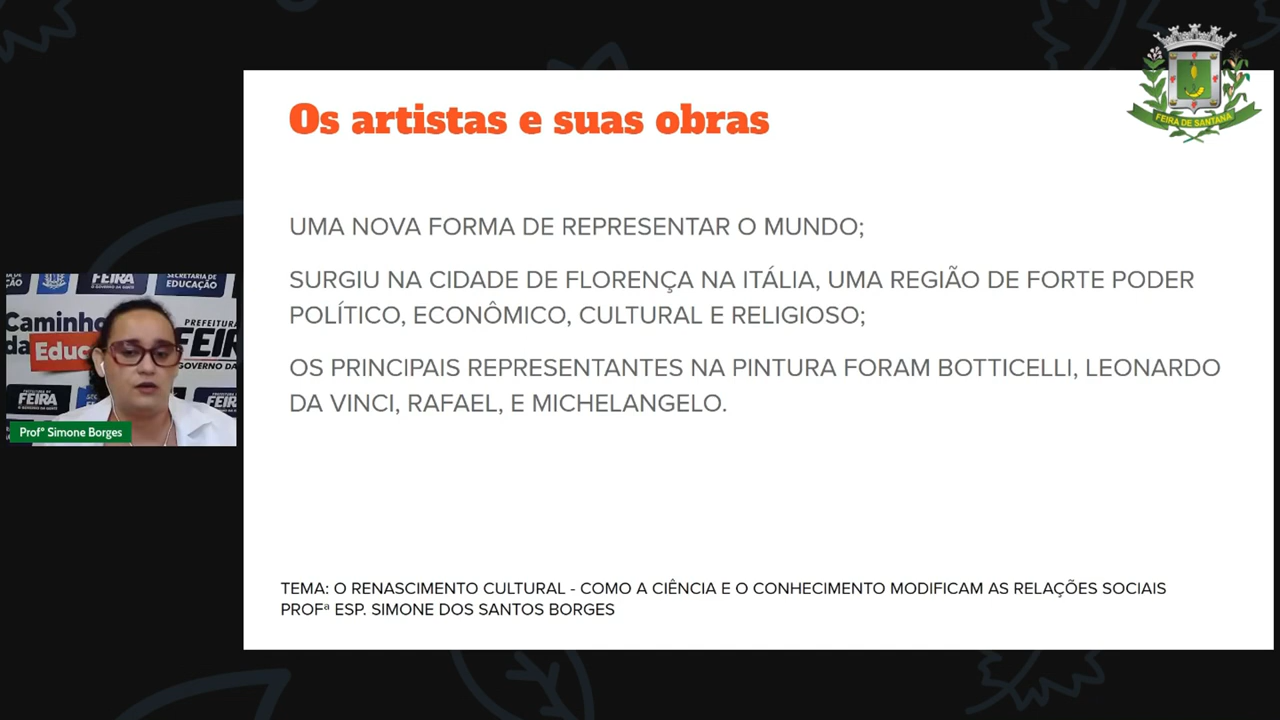 Os artistas e suas obras
FEIRA DE SANTANA
UMA NOVA FORMA DE REPRESENTAR O MUNDO;
SURGIU NA CIDADE DE FLORENÇA NA ITÁLIA, UMA REGIÃO DE FORTE PODER
POLÍTICO, ECONÔMICO, CULTURAL E RELIGIOSO;
OS PRINCIPAIS REPRESENTANTES NA PINTURA FORAM BOTTICELLI, LEONARDO
DA VINCI, RAFAEL, E MICHELANGELO.
FEIRA
SECRETARIA DE
EDUCAÇÃO
Caminho
da Educ
PREFEITURA
FEIR
GOVERNO DA
FEIRA
FEIR
Profª Simone Borges
TEMA: O RENASCIMENTO CULTURAL - COMO A CIÊNCIA E O CONHECIMENTO MODIFICAM AS RELAÇÕES SOCIAIS
PROFª ESP. SIMONE DOS SANTOS BORGES